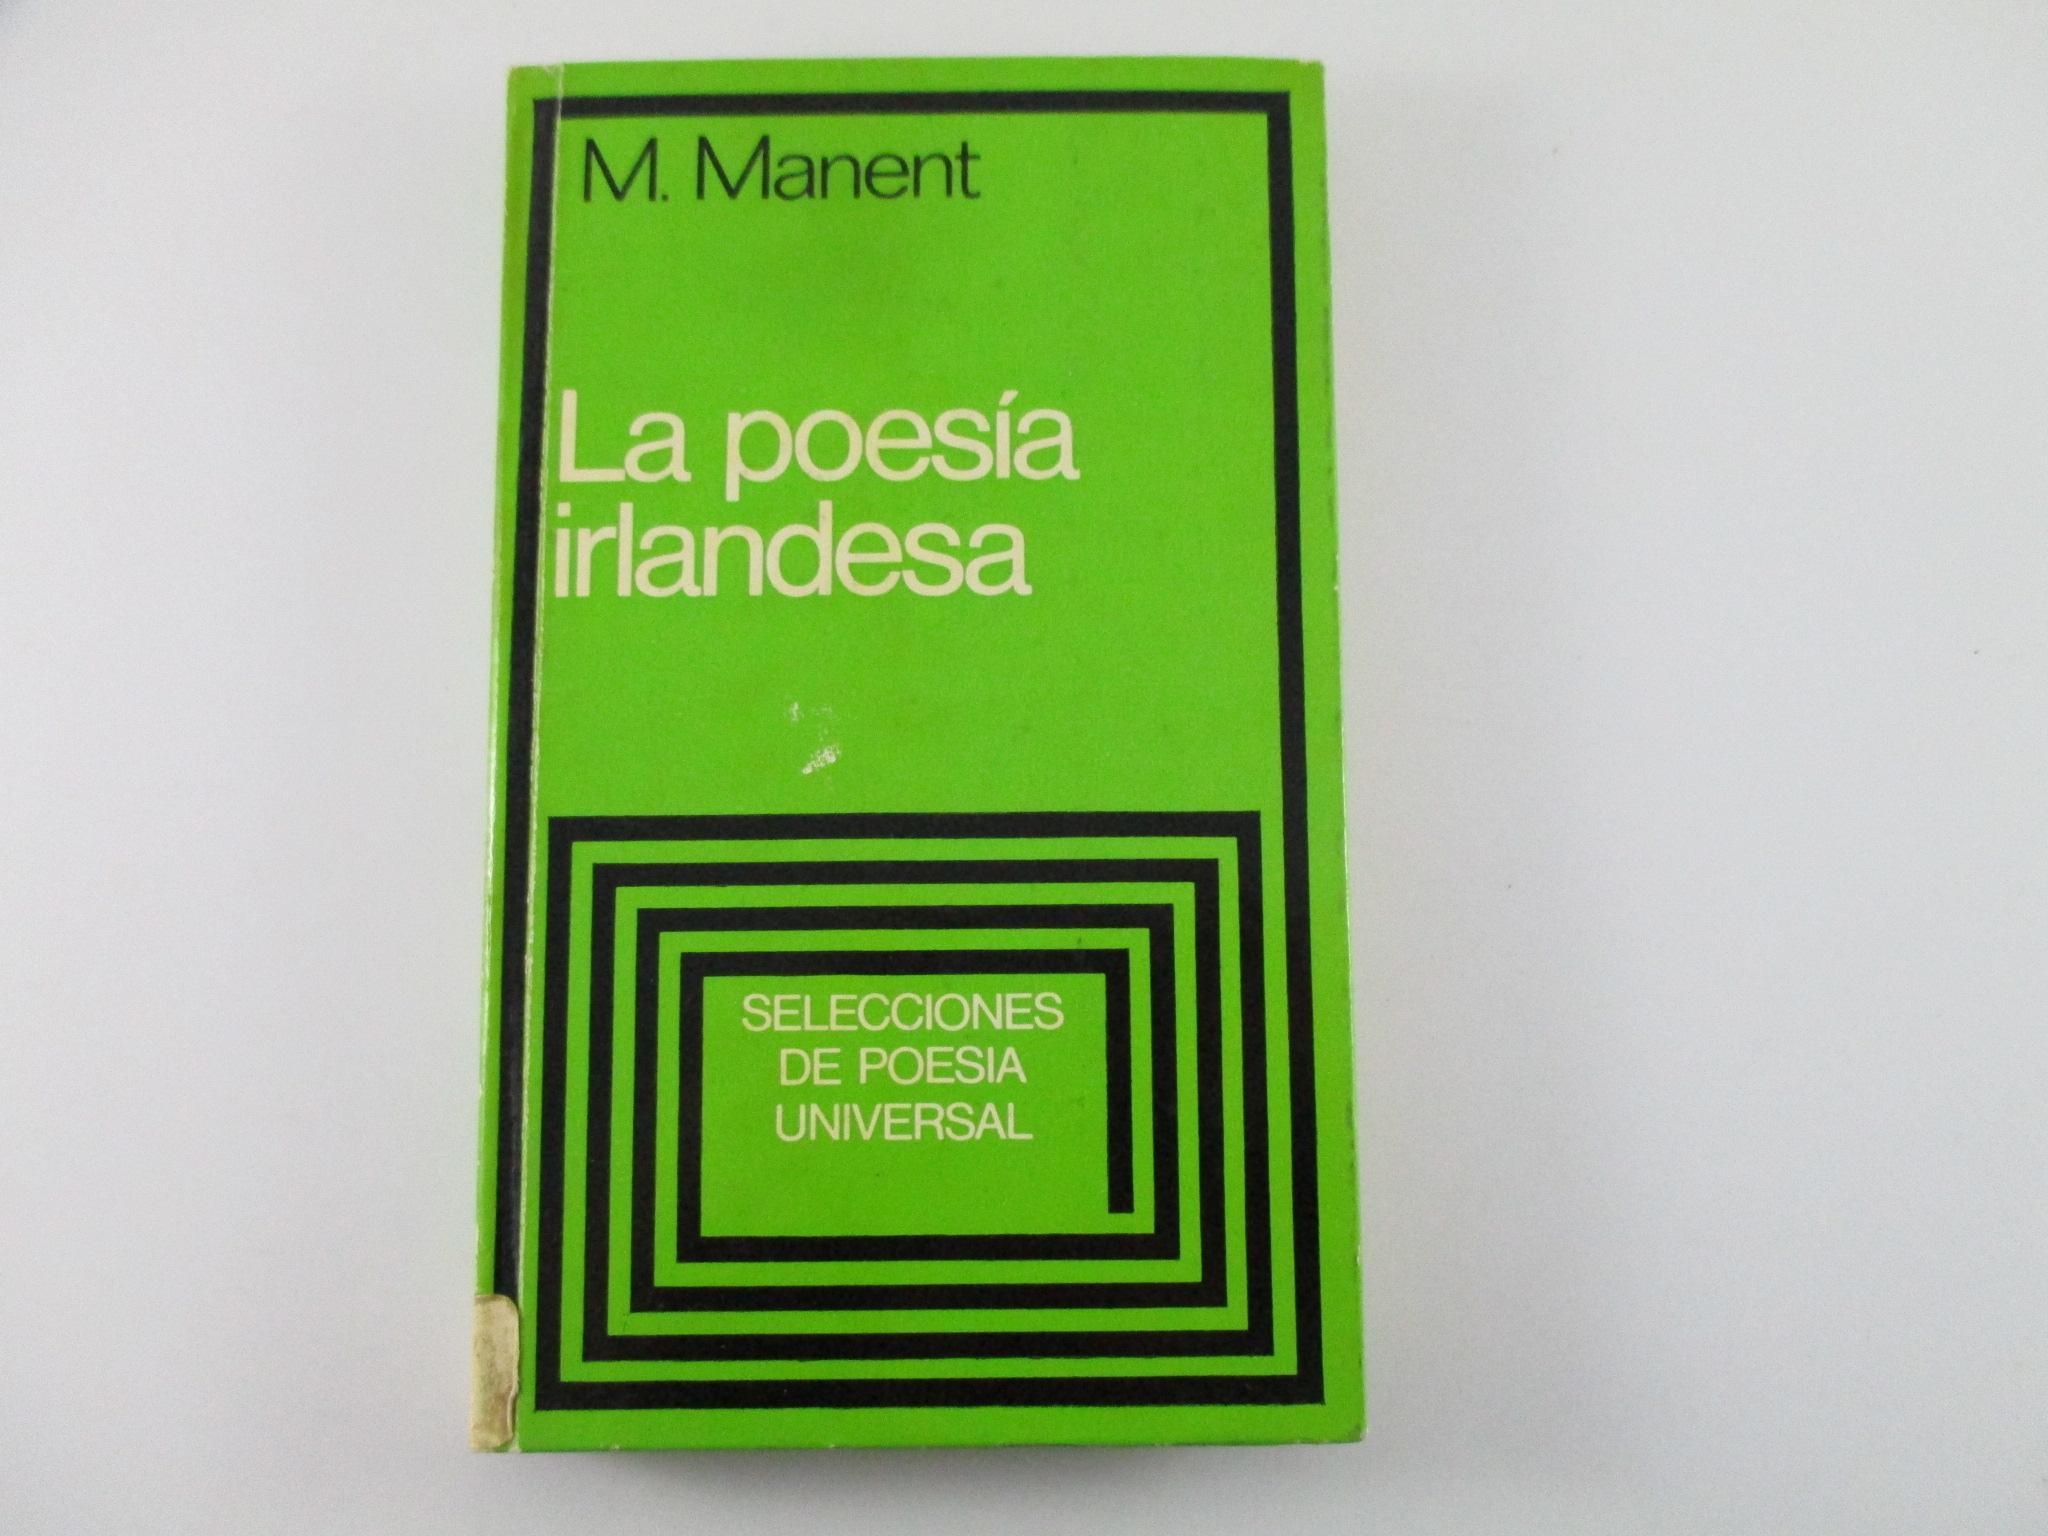 M. Manent
La poesía
irlandesa
SELECCIONES
DE POESIA
UNIVERSAL